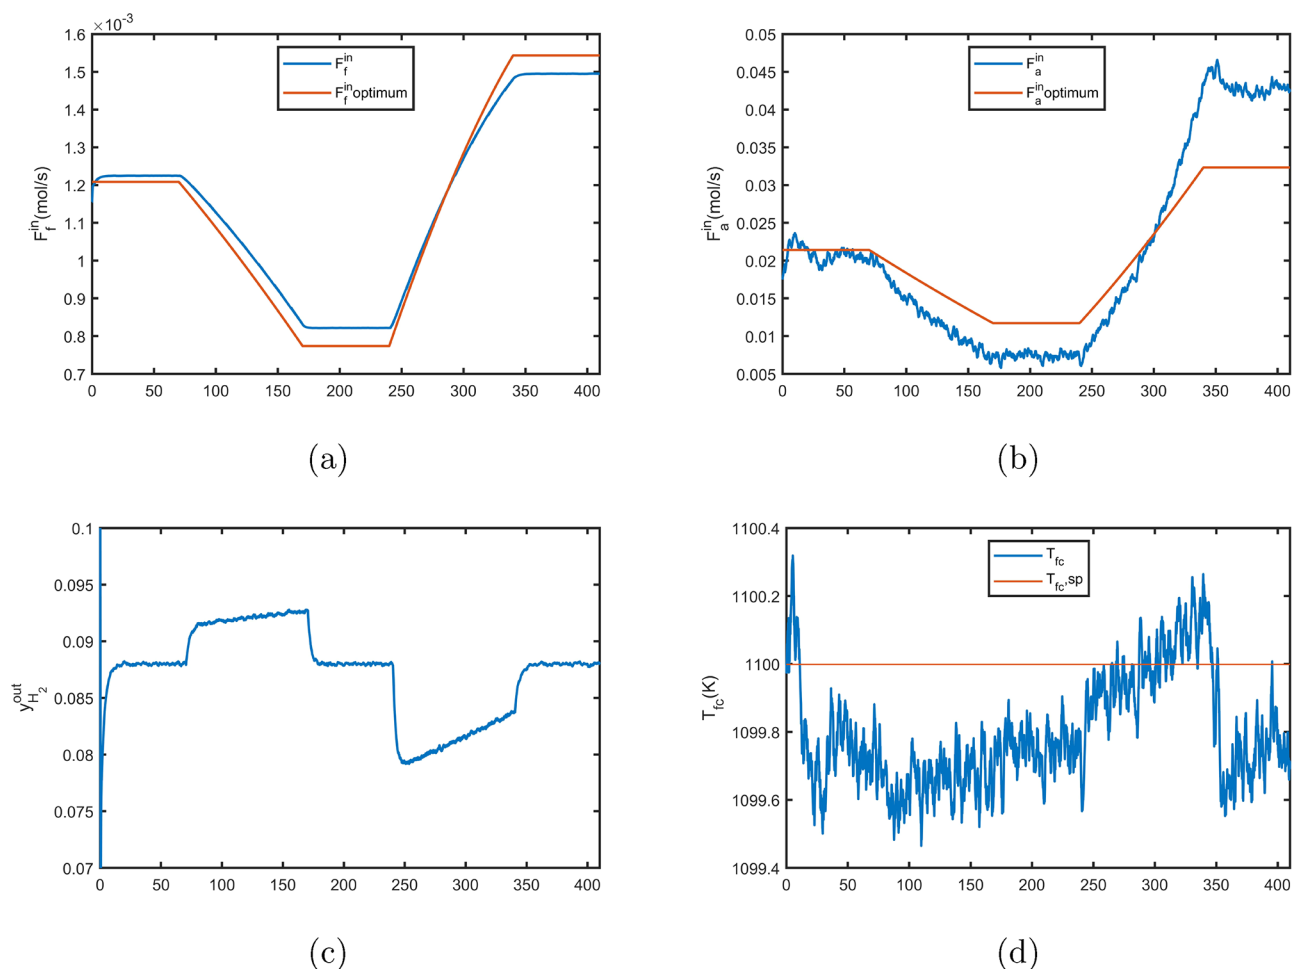 ×10⁻³
1.6
1.5
1.4
1.3
1.2
1.1
1
0.9
0.8
0.7
F_f^in(mol/s)
F_f^in
F_f^in optimum
0 50 100 150 200 250 300 350 400
(a)
0.05
0.045
0.04
0.035
0.03
0.025
0.02
0.015
0.01
0.005
F_a^in(mol/s)
F_a^in
F_a^in optimum
0 50 100 150 200 250 300 350 400
(b)
0.1
0.095
0.09
0.085
0.08
0.075
0.07
y_H₂^out
0 50 100 150 200 250 300 350 400
(c)
1100.4
1100.2
1100
1099.8
1099.6
1099.4
T_fc(K)
T_fc
T_fc,sp
0 50 100 150 200 250 300 350 400
(d)